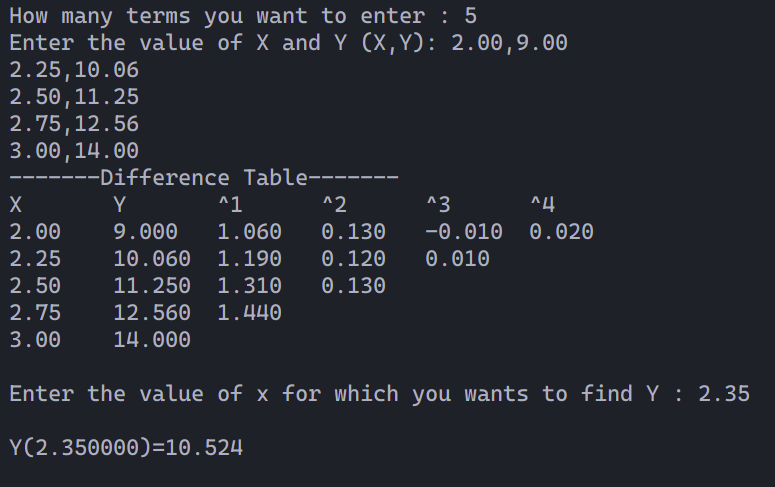 How many terms you want to enter : 5
Enter the value of X and Y (X,Y): 2.00,9.00
2.25,10.06
2.50,11.25
2.75,12.56
3.00,14.00
-------Difference Table-------
X Y ^1 ^2 ^3 ^4
2.00 9.000 1.060 0.130 -0.010 0.020
2.25 10.060 1.190 0.120 0.010
2.50 11.250 1.310 0.130
2.75 12.560 1.440
3.00 14.000
Enter the value of x for which you wants to find Y : 2.35
Y(2.350000)=10.524